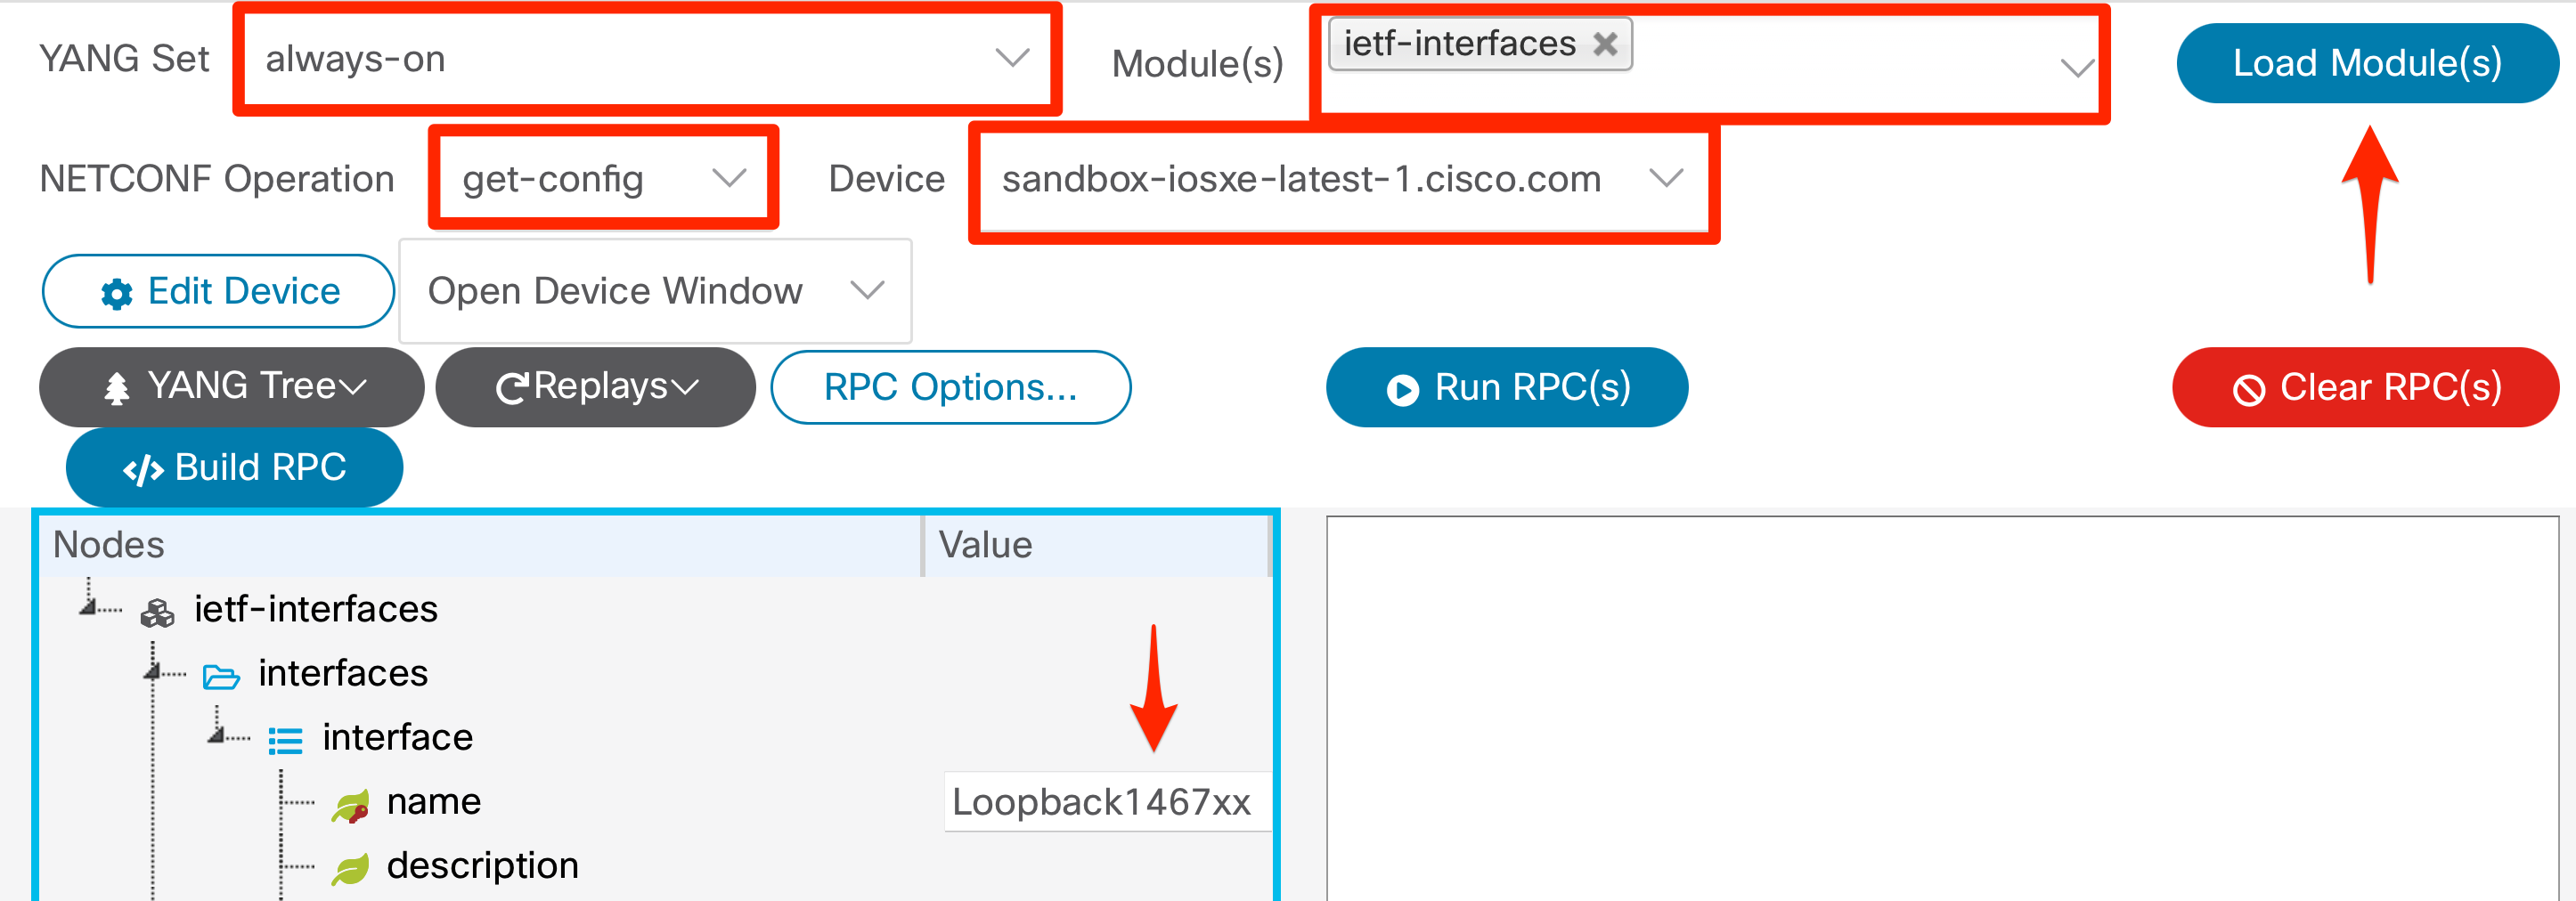 YANG Set always-on Module(s) ietf-interfaces Load Module(s)
NETCONF Operation get-config Device sandbox-iosxe-latest-1.cisco.com
Edit Device Open Device Window
YANG Tree Replays RPC Options... Run RPC(s) Clear RPC(s)
</> Build RPC
Nodes Value
ietf-interfaces
interfaces
interface
name Loopback1467xx
description